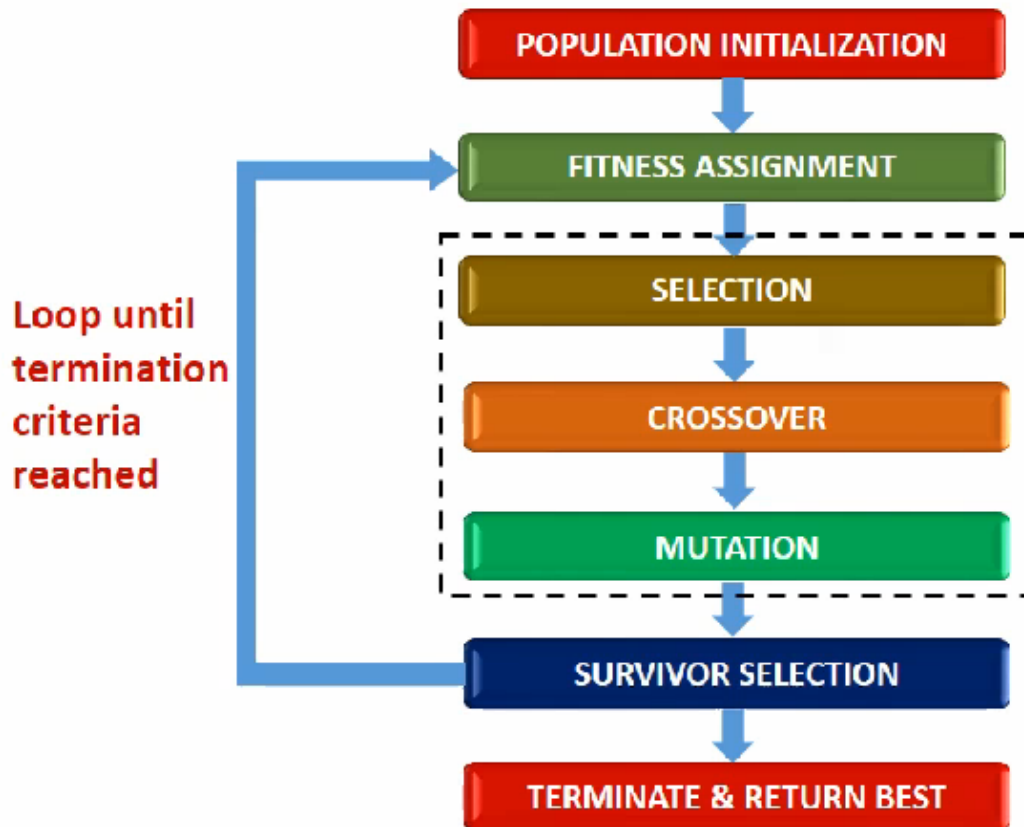 POPULATION INITIALIZATION
FITNESS ASSIGNMENT
SELECTION
Loop until
termination
criteria
reached
CROSSOVER
MUTATION
SURVIVOR SELECTION
TERMINATE & RETURN BEST